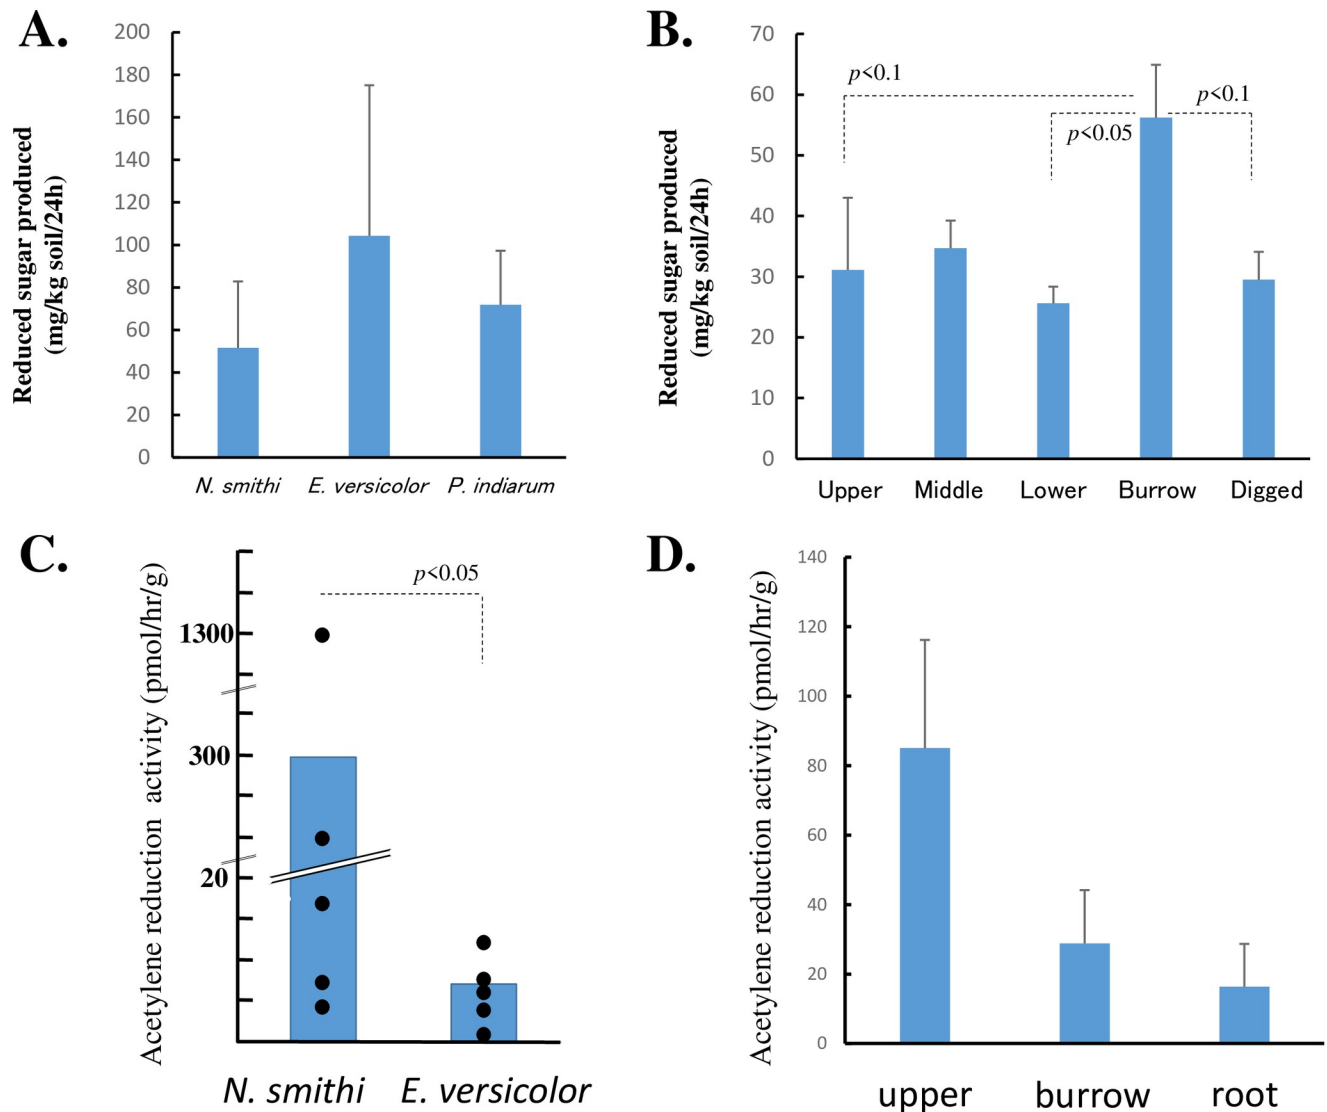 A.
Reduced sugar produced
(mg/kg soil/24h)
200
180
160
140
120
100
80
60
40
20
0
N. smithi
E. versicolor
P. indiarum
B.
Reduced sugar produced
(mg/kg soil/24h)
70
60
50
40
30
20
10
0
p<0.1
p<0.05
p<0.1
Upper
Middle
Lower
Burrow
Digged
C.
Acetylene reduction activity (pmol/hr/g)
1300
300
20
p<0.05
N. smithi
E. versicolor
D.
Acetylene reduction activity (pmol/hr/g)
140
120
100
80
60
40
20
0
upper
burrow
root